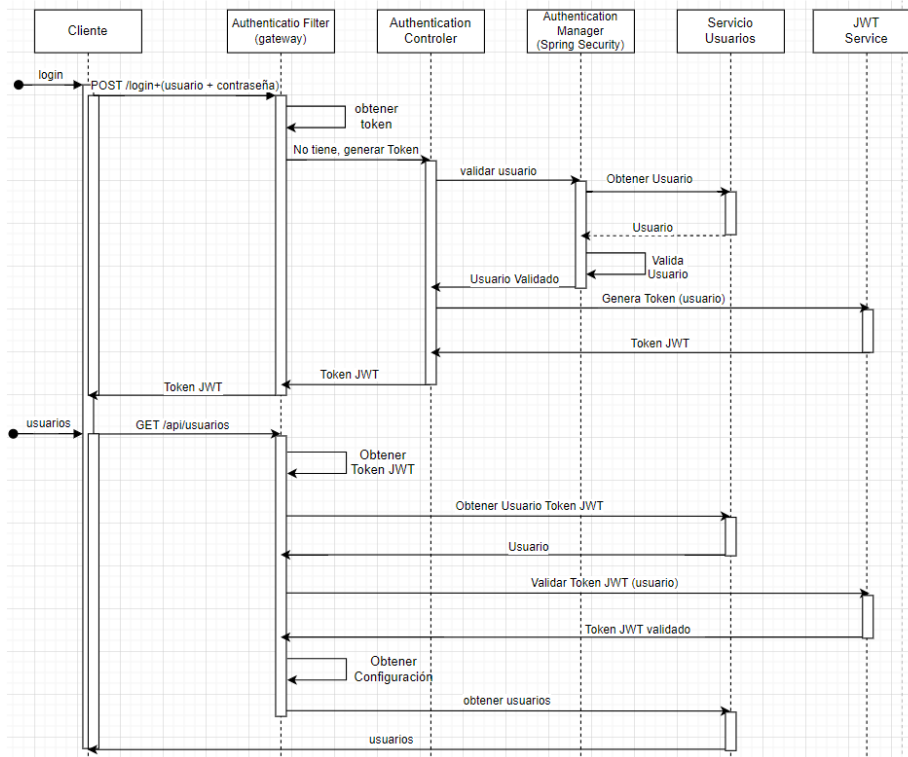 Cliente
Authenticatio Filter
(gateway)
Authentication
Controler
Authentication
Manager
(Spring Security)
Servicio
Usuarios
JWT
Service
login
POST /login+(usuario + contraseña)
obtener
token
No tiene, generar Token
validar usuario
Obtener Usuario
Usuario
Valida
Usuario
Usuario Validado
Genera Token (usuario)
Token JWT
Token JWT
Token JWT
usuarios
GET /api/usuarios
Obtener
Token JWT
Obtener Usuario Token JWT
Usuario
Validar Token JWT (usuario)
Token JWT validado
Obtener
Configuración
obtener usuarios
usuarios